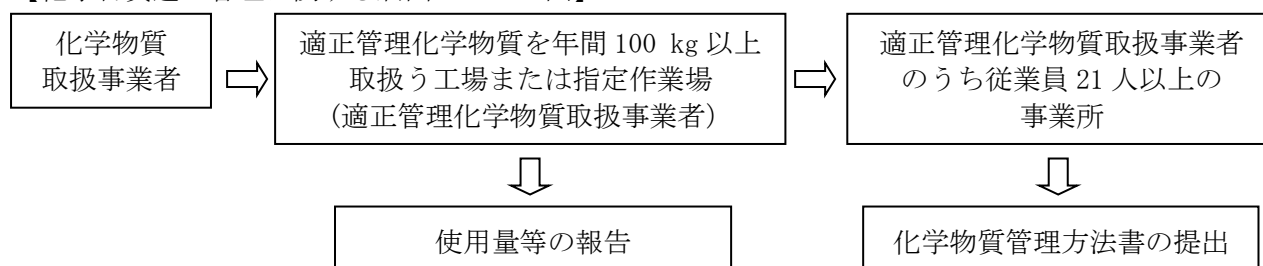 化学物質
取扱事業者
適正管理化学物質を年間 100 kg 以上
取扱う工場または指定作業場
(適正管理化学物質取扱事業者)
適正管理化学物質取扱事業者
のうち従業員 21 人以上の
事業所
使用量等の報告
化学物質管理方法書の提出